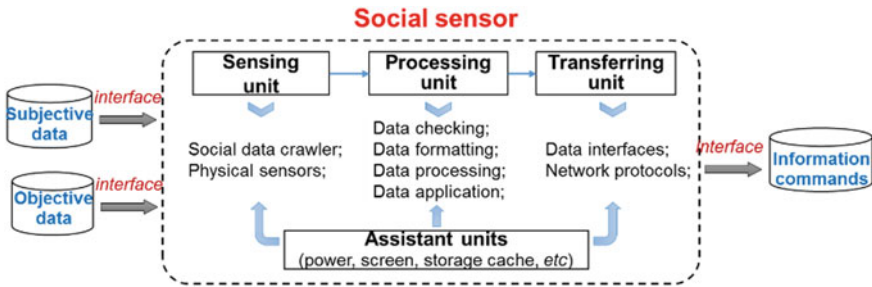 Social sensor
Sensing
unit
Processing
unit
Transferring
unit
interface
Subjective
data
interface
Objective
data
Social data crawler;
Physical sensors;
Data checking;
Data formatting;
Data processing;
Data application;
Data interfaces;
Network protocols;
interface
Information
commands
Assistant units
(power, screen, storage cache, etc)